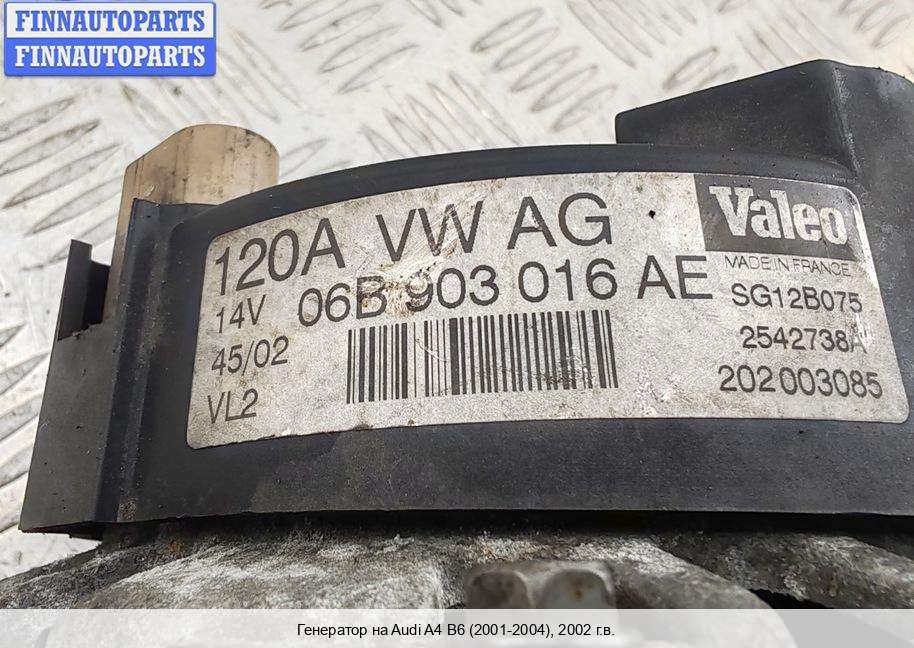 FINNAUTOPARTS
FINNAUTOPARTS
120A VW AG
Valeo
MADE IN FRANCE
14V 06B 903 016 AE
SG12B075
45/02
2542738A
VL2
202003085
Генератор на Audi A4 B6 (2001-2004), 2002 г.в.